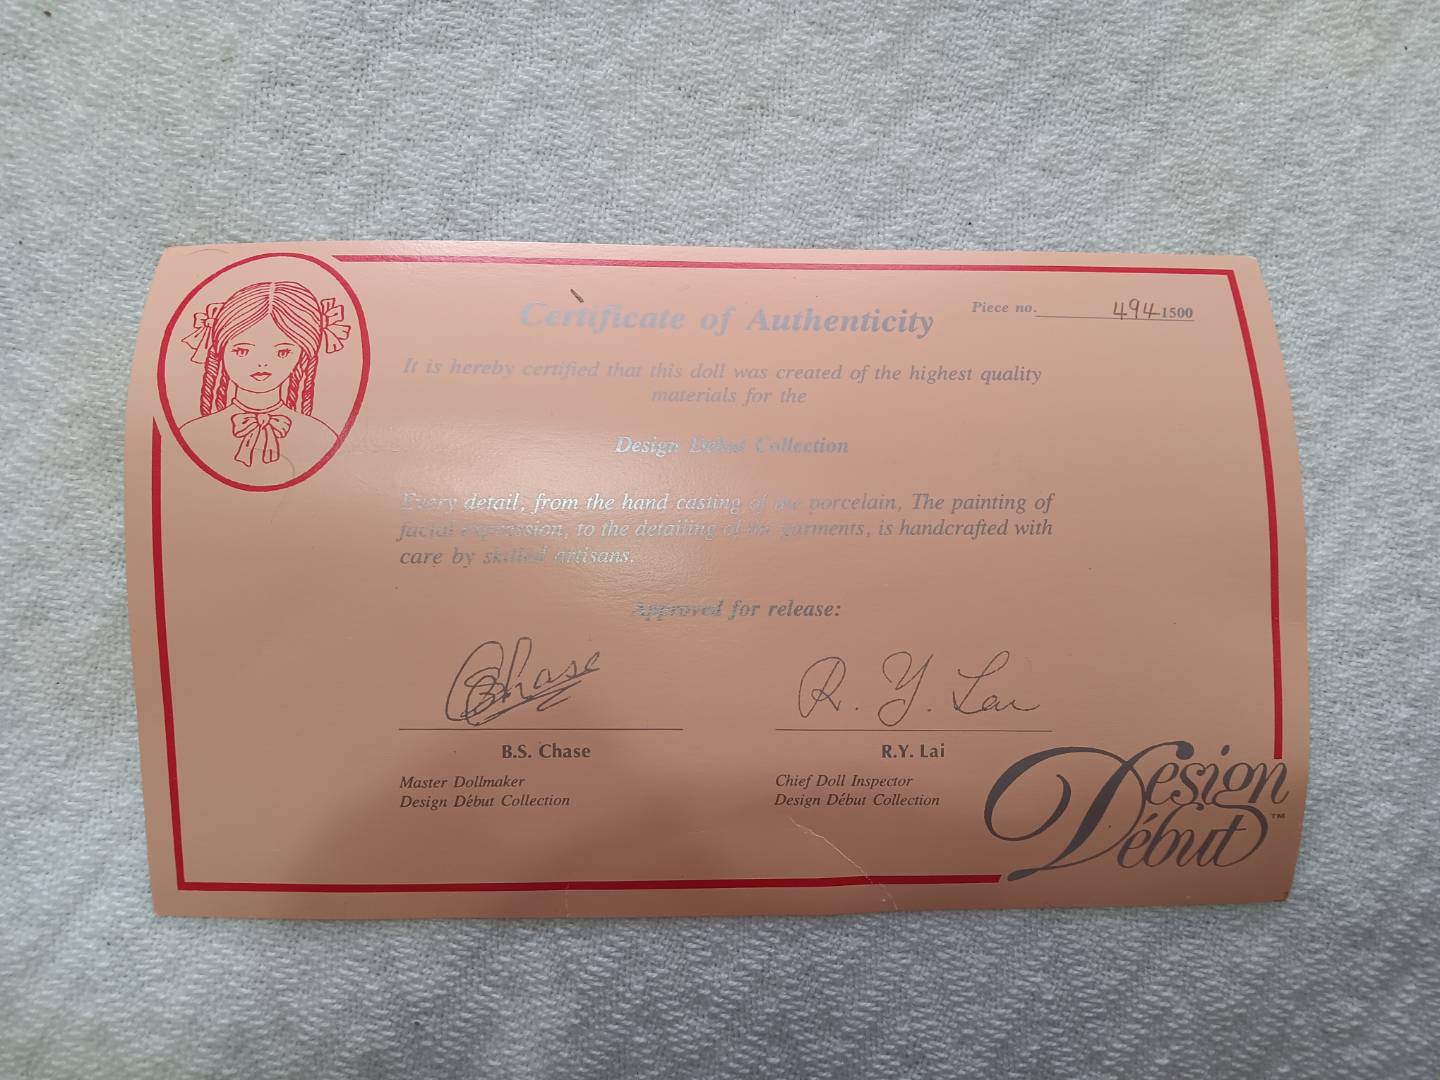 Certificate of Authenticity
Piece no. 494 1500
It is hereby certified that this doll was created of the highest quality
materials for the
Design Début Collection
Every detail, from the hand casting of the porcelain, The painting of
facial expression, to the detailing of the garments, is handcrafted with
care by skilled artisans.
Approved for release:
BChase
R. Y. Lai
B.S. Chase
R.Y. Lai
Master Dollmaker
Design Début Collection
Chief Doll Inspector
Design Début Collection
Design
Début™